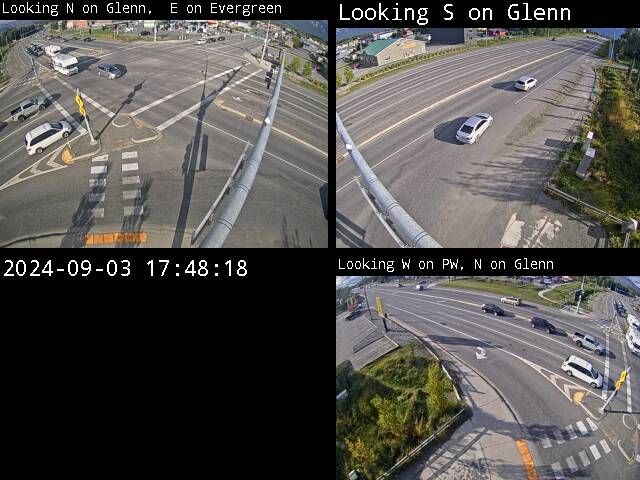 Looking N on Glenn,  E on Evergreen
Looking S on Glenn
2024-09-03 17:48:18
Looking W on PW, N on Glenn